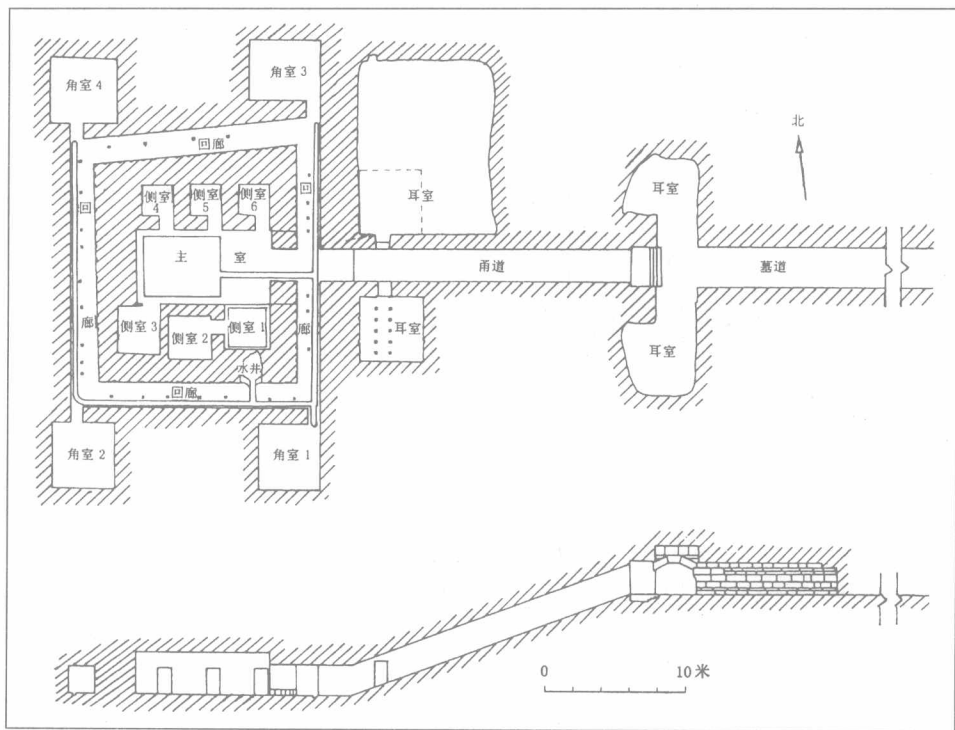 角室 4
角室 3
北
回廊
耳室
耳室
侧室
4
侧室
5
侧室
6
回
回
主 室
甬道
墓道
廊
侧室 3
侧室 2
侧室 1
廊
耳室
耳室
水井
回廊
角室 2
角室 1
0 10米